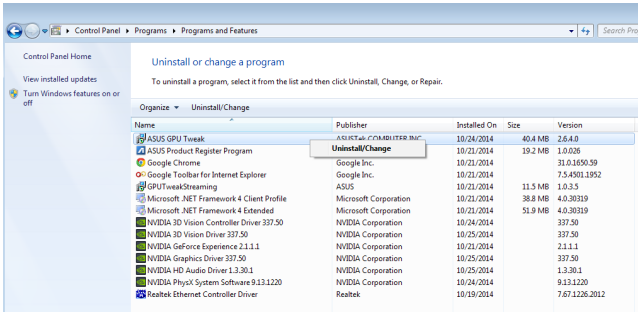 Control Panel Programs Programs and Features Search Pro
Control Panel Home
View installed updates
Turn Windows features on or
off
Uninstall or change a program
To uninstall a program, select it from the list and then click Uninstall, Change, or Repair.
Organize Uninstall/Change
Name Publisher Installed On Size Version
ASUS GPU Tweak ASUSTek COMPUTER INC. 10/24/2014 40.4 MB 2.6.4.0
Uninstall/Change
ASUS Product Register Program 10/21/2014 19.2 MB 1.0.026
Google Chrome Google Inc. 10/21/2014 31.0.1650.59
Google Toolbar for Internet Explorer Google Inc. 10/21/2014 7.5.4501.1952
GPUTweakStreaming ASUS 10/21/2014 11.5 MB 1.0.3.5
Microsoft .NET Framework 4 Client Profile Microsoft Corporation 10/21/2014 38.8 MB 4.0.30319
Microsoft .NET Framework 4 Extended Microsoft Corporation 10/21/2014 51.9 MB 4.0.30319
NVIDIA 3D Vision Controller Driver 337.50 NVIDIA Corporation 10/24/2014 337.50
NVIDIA 3D Vision Driver 337.50 NVIDIA Corporation 10/25/2014 337.50
NVIDIA GeForce Experience 2.1.1.1 NVIDIA Corporation 10/21/2014 2.1.1.1
NVIDIA Graphics Driver 337.50 NVIDIA Corporation 10/25/2014 337.50
NVIDIA HD Audio Driver 1.3.30.1 NVIDIA Corporation 10/25/2014 1.3.30.1
NVIDIA PhysX System Software 9.13.1220 NVIDIA Corporation 10/24/2014 9.13.1220
Realtek Ethernet Controller Driver Realtek 10/19/2014 7.67.1226.2012